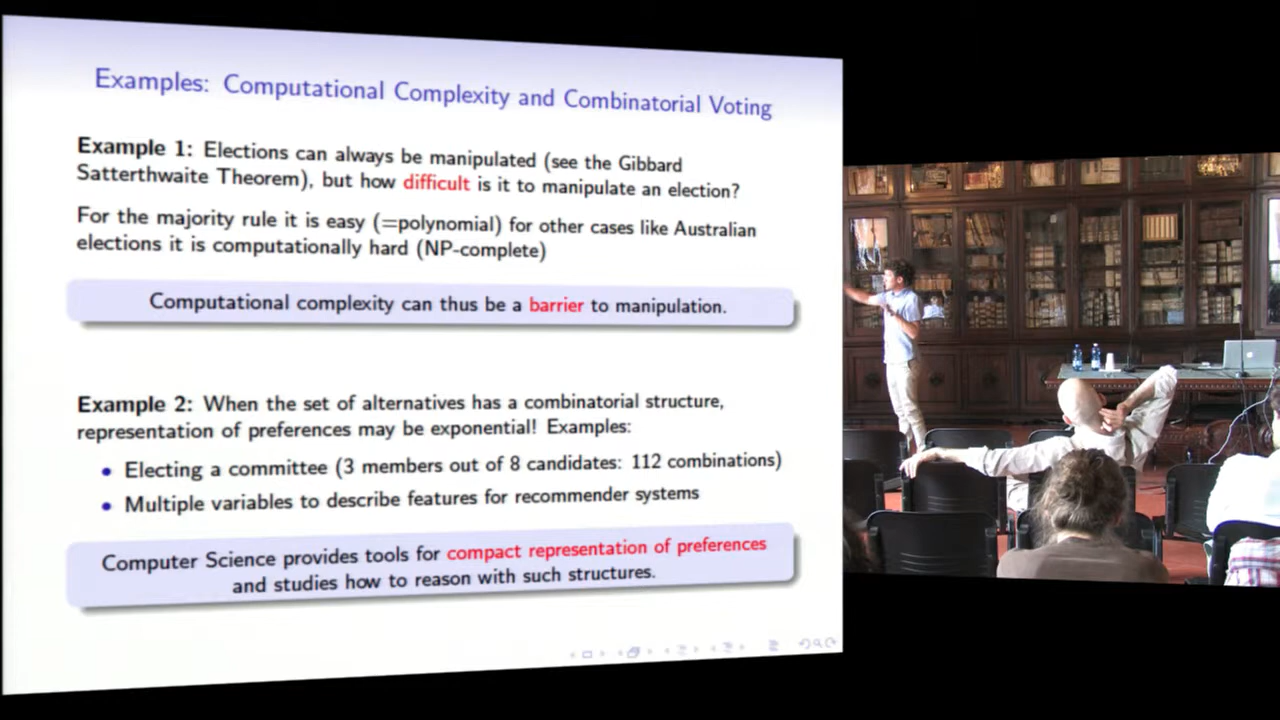 Examples: Computational Complexity and Combinatorial Voting
Example 1: Elections can always be manipulated (see the Gibbard
Satterthwaite Theorem), but how difficult is it to manipulate an election?
For the majority rule it is easy (=polynomial) for other cases like Australian
elections it is computationally hard (NP-complete)
Computational complexity can thus be a barrier to manipulation.
Example 2: When the set of alternatives has a combinatorial structure,
representation of preferences may be exponential! Examples:
• Electing a committee (3 members out of 8 candidates: 112 combinations)
• Multiple variables to describe features for recommender systems
Computer Science provides tools for compact representation of preferences
and studies how to reason with such structures.